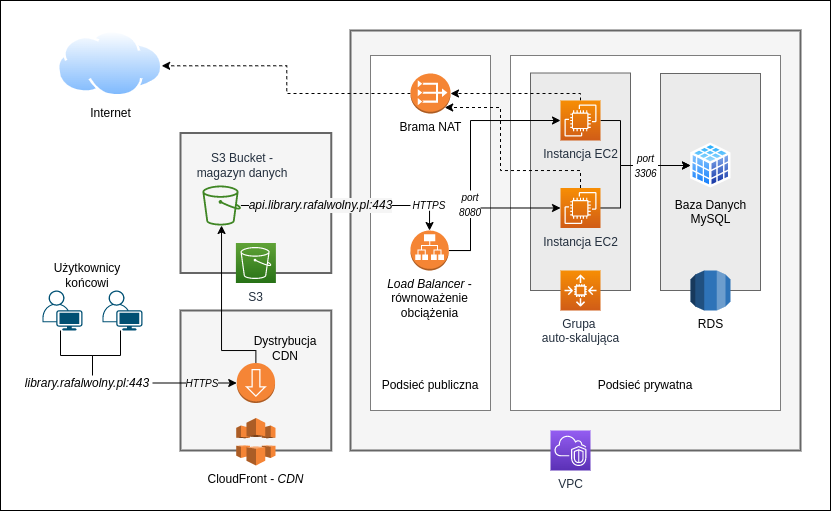 Internet
Brama NAT
S3 Bucket -
magazyn danych
api.library.rafalwolny.pl:443
HTTPS
port
8080
Instancja EC2
port
3306
Baza Danych
MySQL
Instancja EC2
Load Balancer -
równoważenie
obciążenia
Użytkownicy
końcowi
S3
Grupa
auto-skalująca
RDS
Dystrybucja
CDN
library.rafalwolny.pl:443
HTTPS
Podsieć publiczna
Podsieć prywatna
CloudFront - CDN
VPC